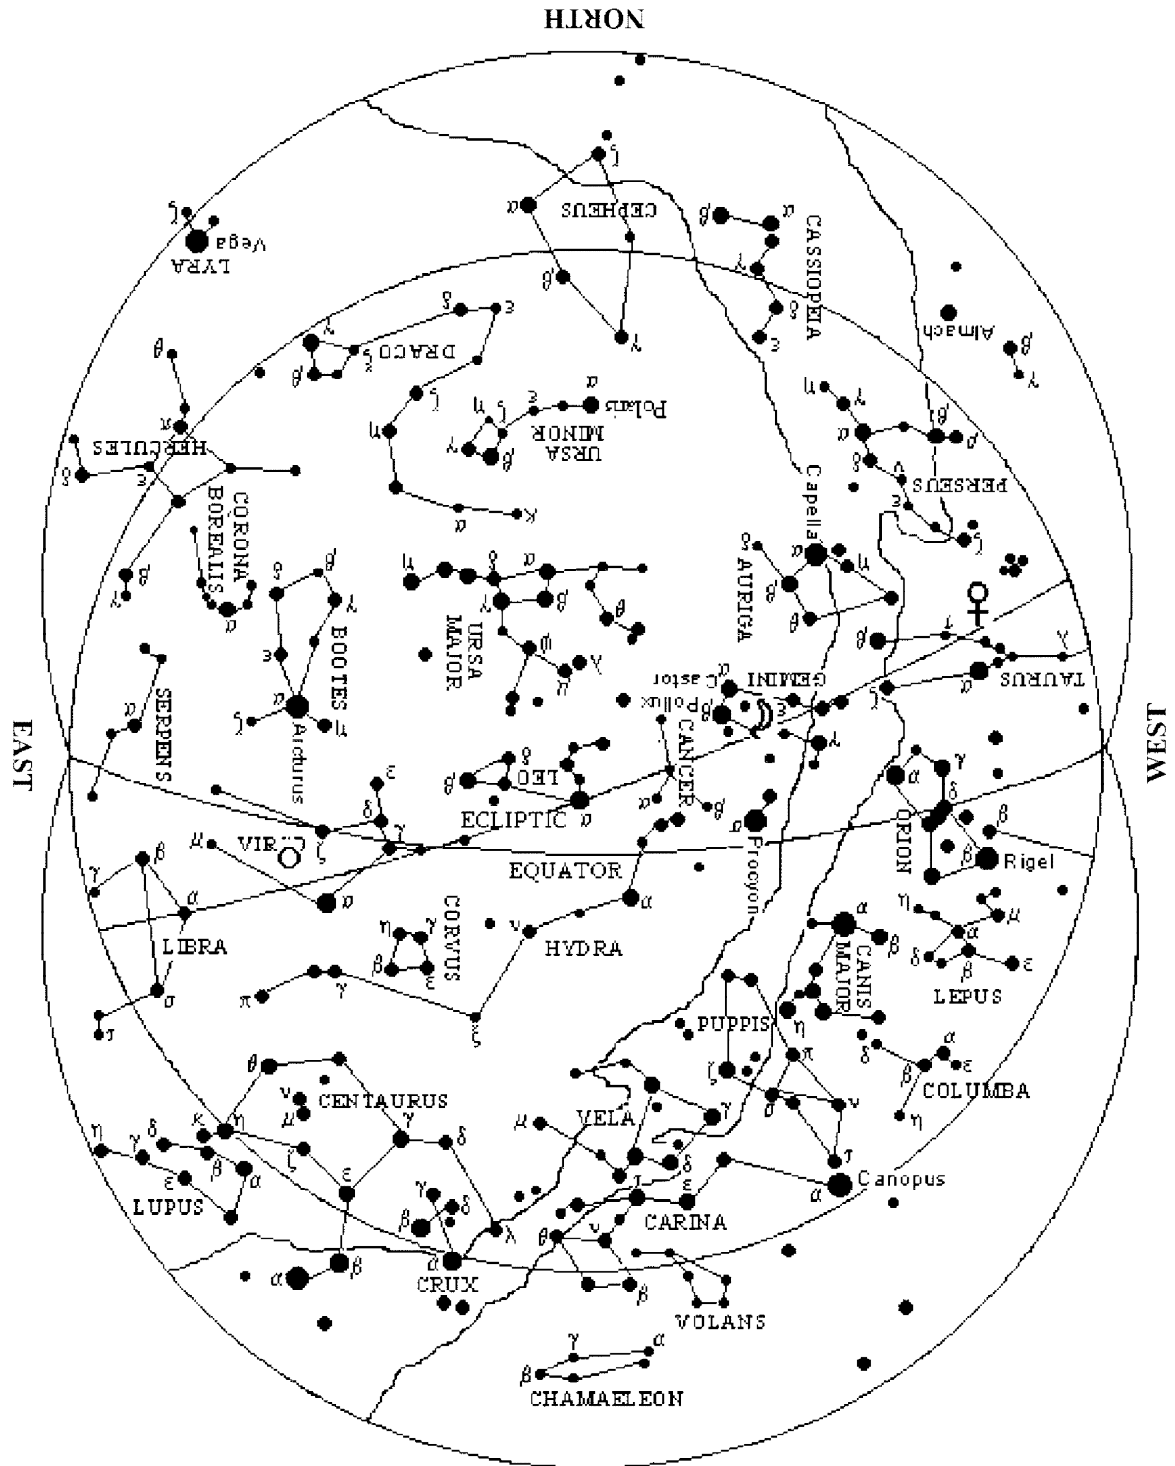 NORTH
CEPHEUS
CASSIOPEIA
Vega
LYRA
Almach
DRACO
Polaris
URSA
MINOR
HERCULES
CORONA
BOREALIS
PERSEUS
Capella
AURIGA
BOOTES
URSA
MAJOR
GEMINI
Castor
Pollux
TAURUS
SERPENS
Arcturus
EAST
WEST
CANCER
LEO
ECLIPTIC
VIR
EQUATOR
Procyon
ORION
Rigel
LIBRA
CORVUS
HYDRA
CANIS
MAJOR
LEPUS
PUPPIS
COLUMBA
CENTAURUS
VELA
LUPUS
Canopus
CARINA
CRUX
VOLANS
CHAMAELEON